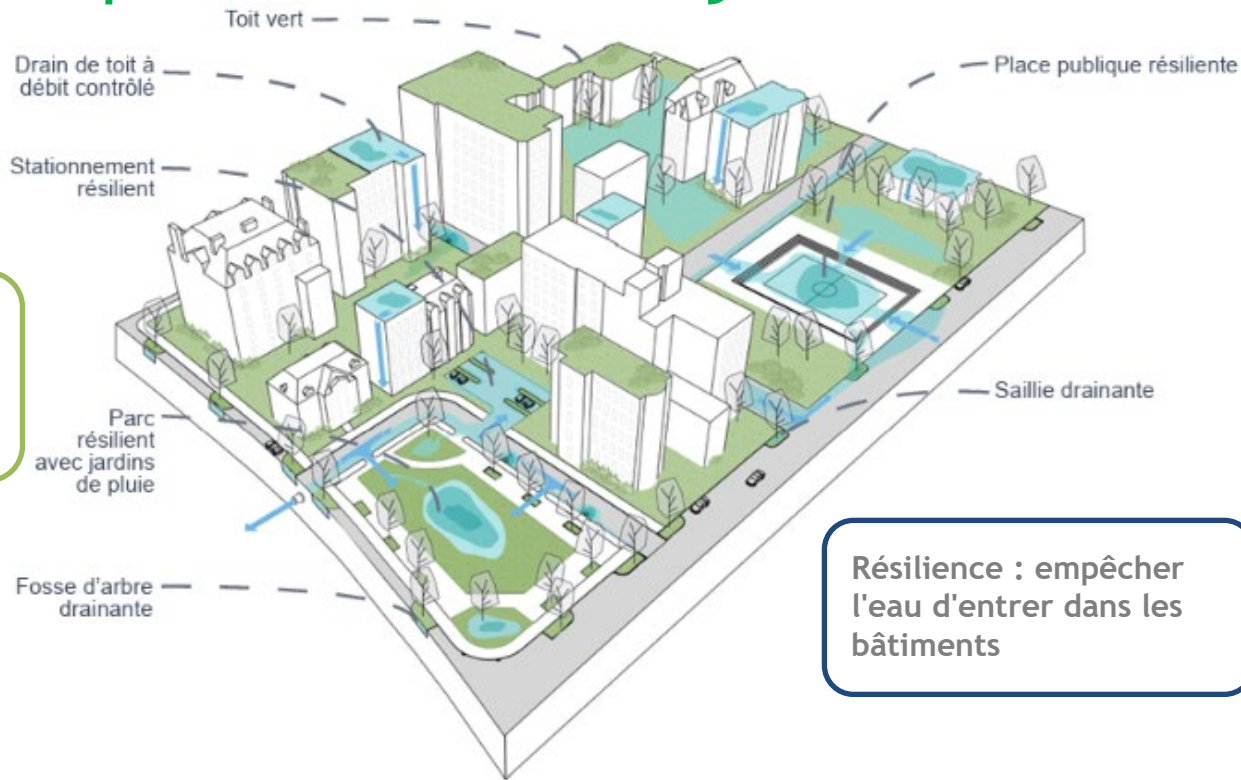 Toit vert
Drain de toit à
débit contrôlé
Place publique résiliente
Stationnement
résilient
Parc
résilient
avec jardins
de pluie
Saillie drainante
Fosse d'arbre
drainante
Résilience : empêcher
l'eau d'entrer dans les
bâtiments